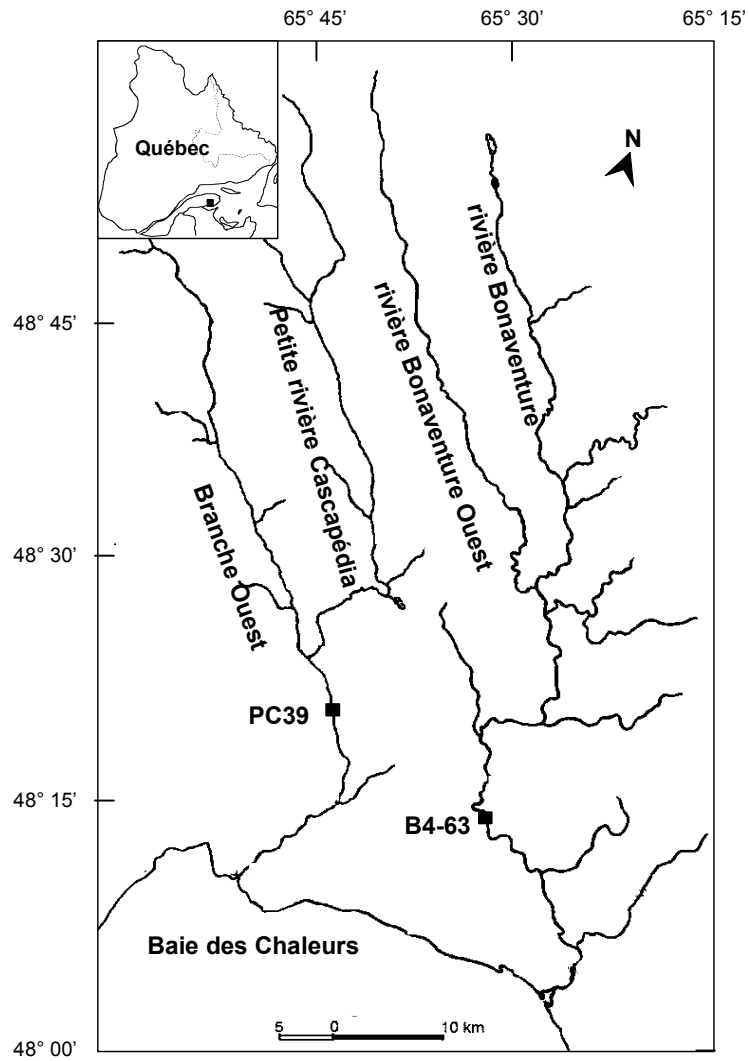 65° 45’ 65° 30’ 65° 15’
Québec
N
rivière Bonaventure
rivière Bonaventure Ouest
Petite rivière Cascapédia
Branche Ouest
48° 45’
48° 30’
PC39
48° 15’
B4-63
Baie des Chaleurs
5 0 10 km
48° 00’